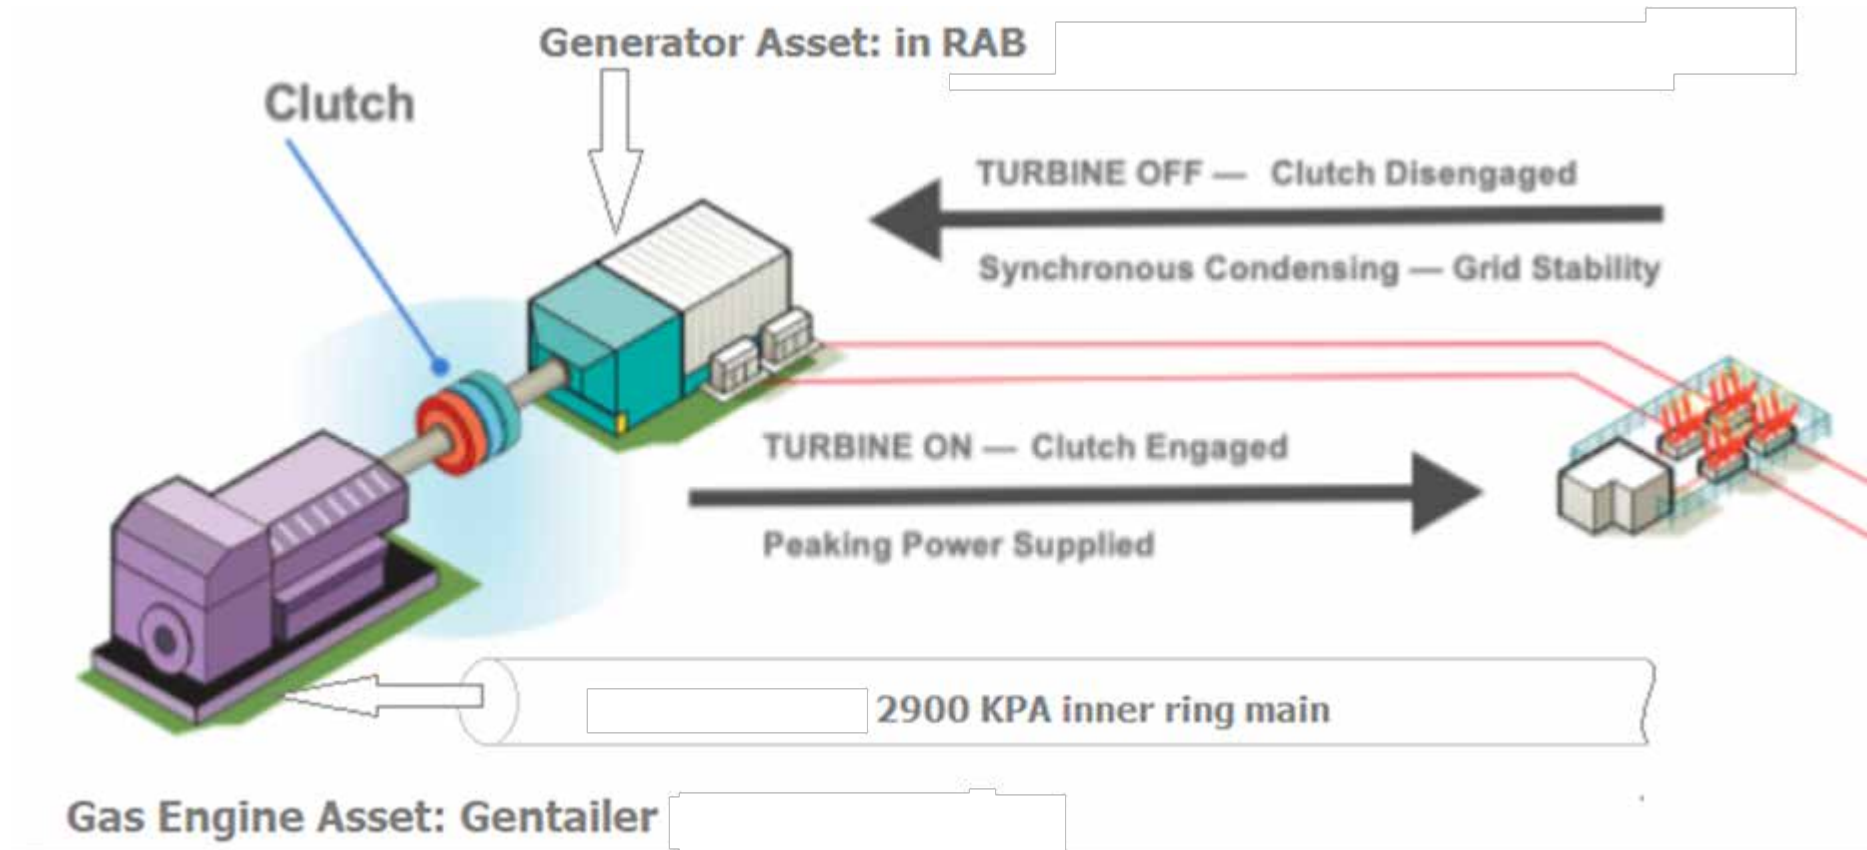 Generator Asset: in RAB
Clutch
TURBINE OFF — Clutch Disengaged
Synchronous Condensing — Grid Stability
TURBINE ON — Clutch Engaged
Peaking Power Supplied
2900 KPA inner ring main
Gas Engine Asset: Gentailer